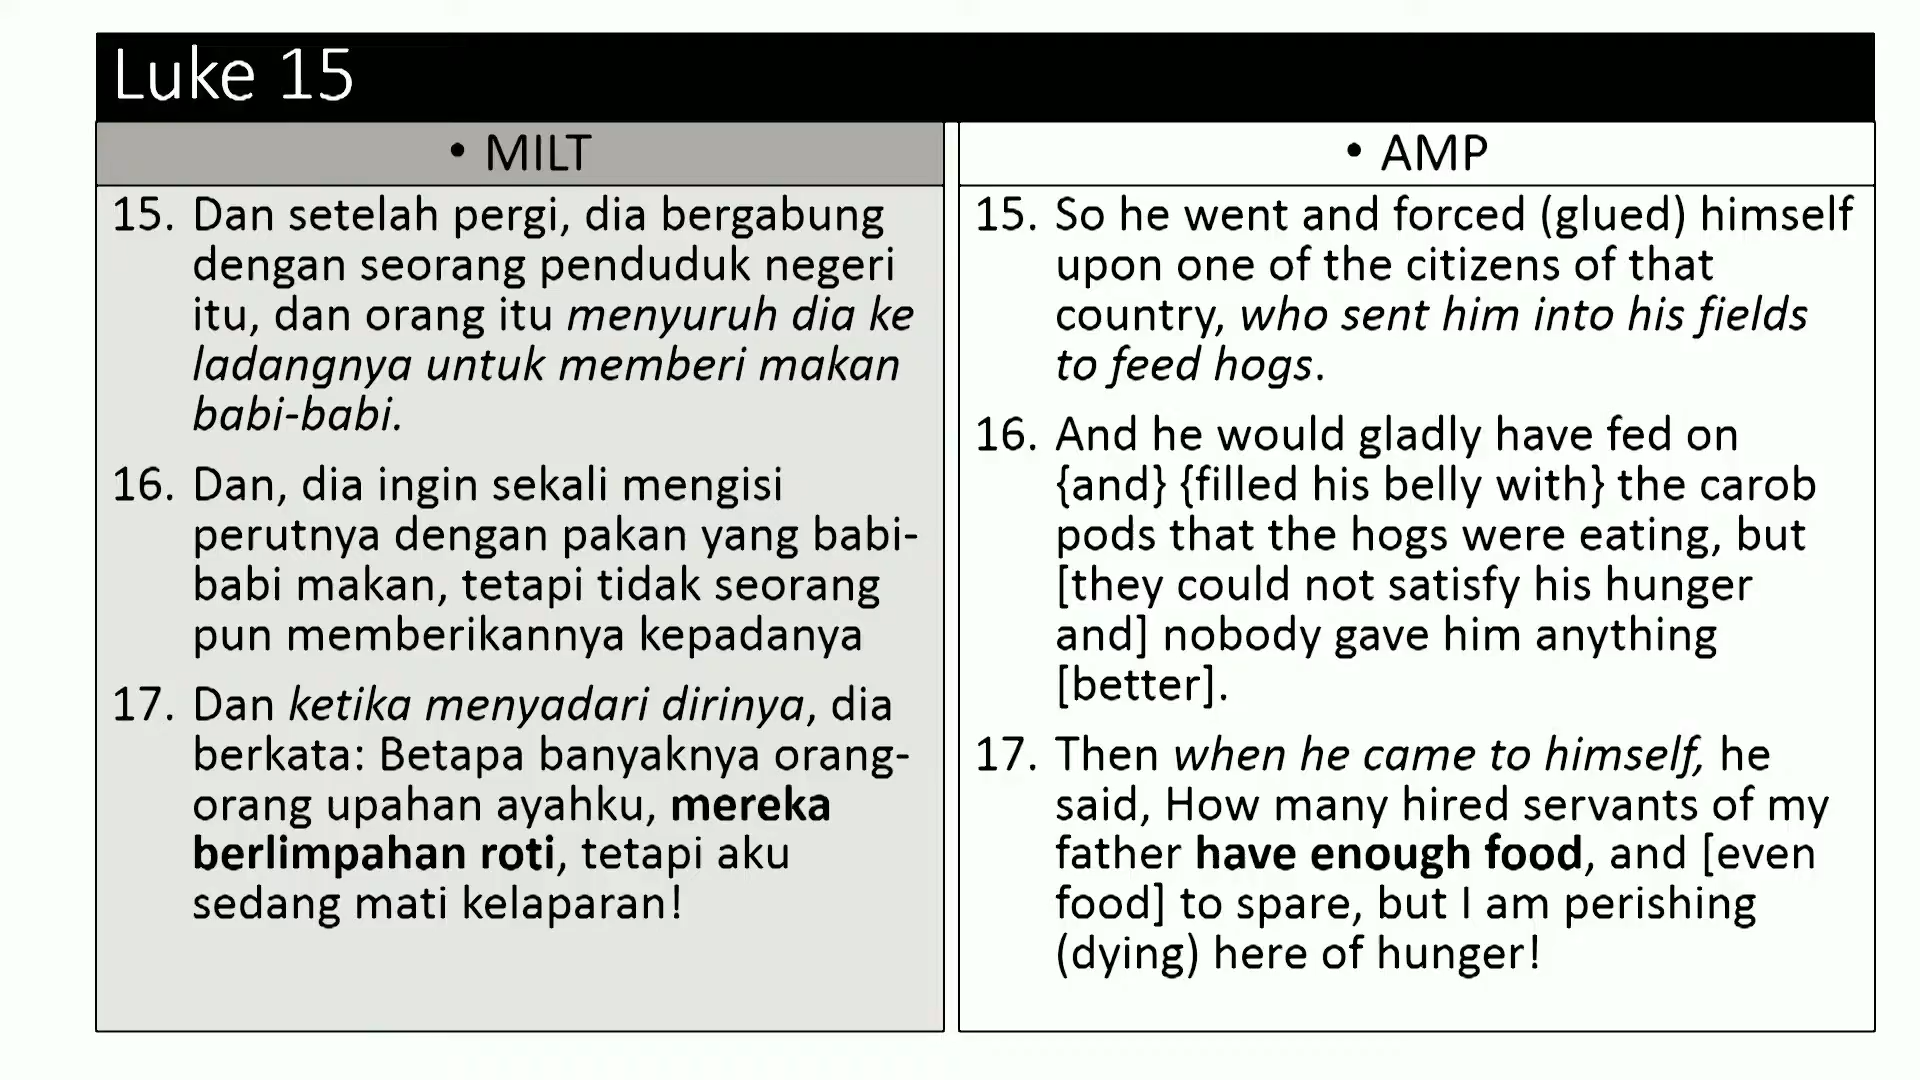 Luke 15
• MILT
15. Dan setelah pergi, dia bergabung
dengan seorang penduduk negeri
itu, dan orang itu menyuruh dia ke
ladangnya untuk memberi makan
babi-babi.
16. Dan, dia ingin sekali mengisi
perutnya dengan pakan yang babi-
babi makan, tetapi tidak seorang
pun memberikannya kepadanya
17. Dan ketika menyadari dirinya, dia
berkata: Betapa banyaknya orang-
orang upahan ayahku, mereka
berlimpahan roti, tetapi aku
sedang mati kelaparan!
• AMP
15. So he went and forced (glued) himself
upon one of the citizens of that
country, who sent him into his fields
to feed hogs.
16. And he would gladly have fed on
{and} {filled his belly with} the carob
pods that the hogs were eating, but
[they could not satisfy his hunger
and] nobody gave him anything
[better].
17. Then when he came to himself, he
said, How many hired servants of my
father have enough food, and [even
food] to spare, but I am perishing
(dying) here of hunger!